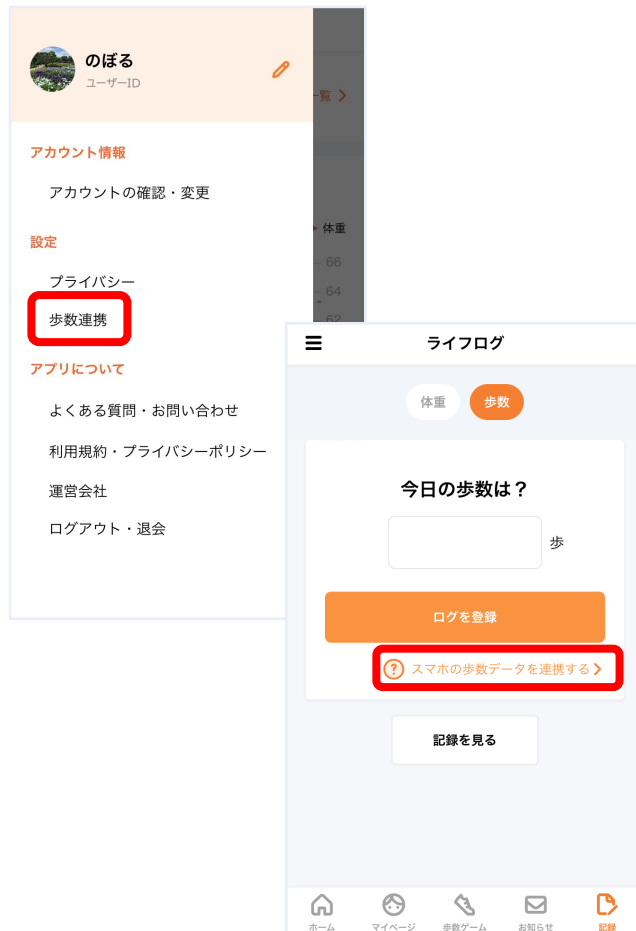 のぼる
ユーザーID
一覧
アカウント情報
アカウントの確認・変更
体重
設定
66
プライバシー
64
歩数連携
62
アプリについて
よくある質問・お問い合わせ
利用規約・プライバシーポリシー
運営会社
ログアウト・退会
ライフログ
体重
歩数
今日の歩数は？
歩
ログを登録
? スマホの歩数データを連携する
記録を見る
ホーム
マイページ
歩数ゲーム
お知らせ
記録